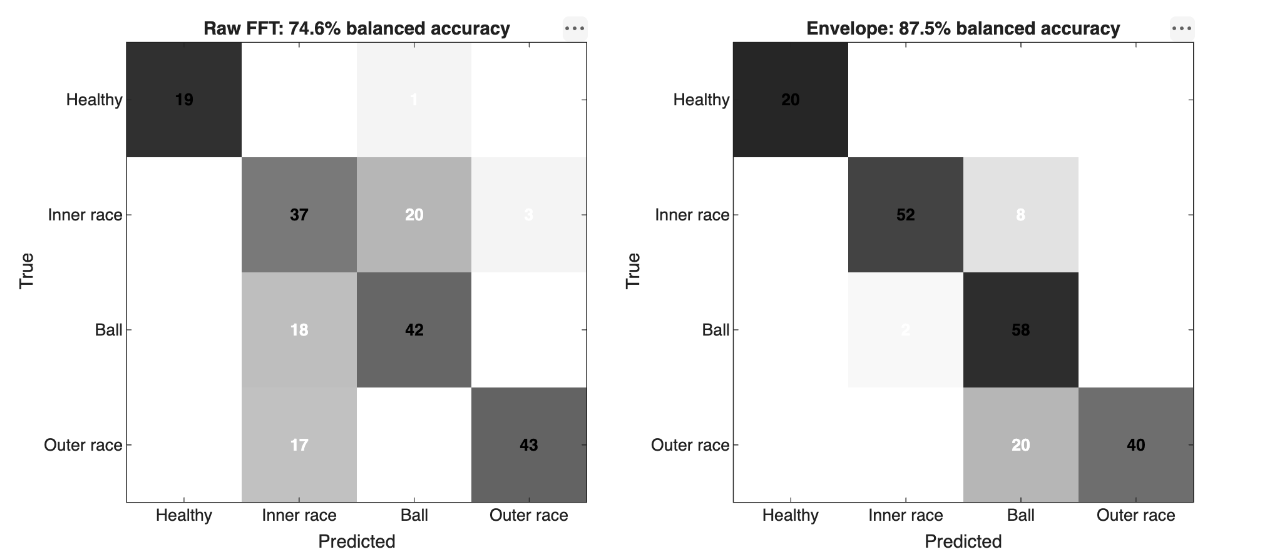 Raw FFT: 74.6% balanced accuracy
Healthy 19 1
Inner race 37 20 3
Ball 18 42
Outer race 17 43
True
Healthy Inner race Ball Outer race
Predicted
Envelope: 87.5% balanced accuracy
Healthy 20
Inner race 52 8
Ball 2 58
Outer race 20 40
True
Healthy Inner race Ball Outer race
Predicted